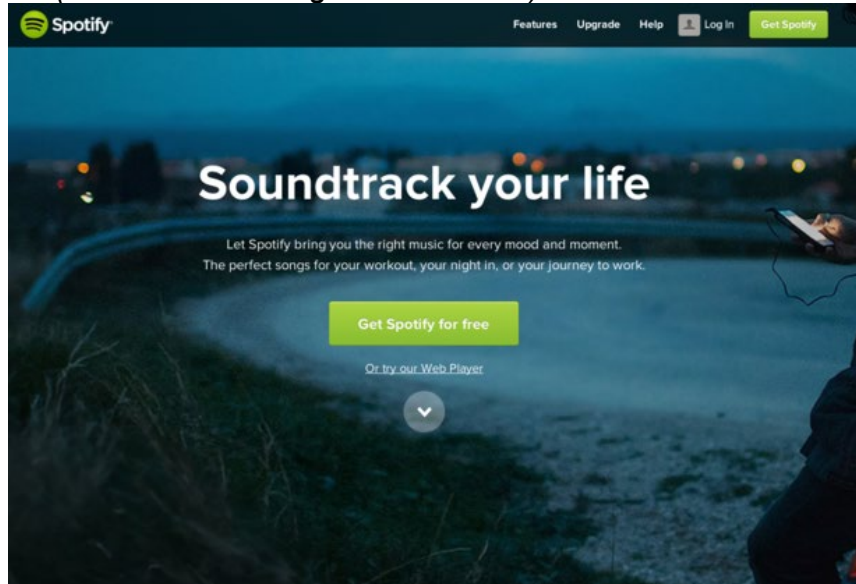 Spotify
Features Upgrade Help Log In Get Spotify
Soundtrack your life
Let Spotify bring you the right music for every mood and moment.
The perfect songs for your workout, your night in, or your journey to work.
Get Spotify for free
Or try our Web Player